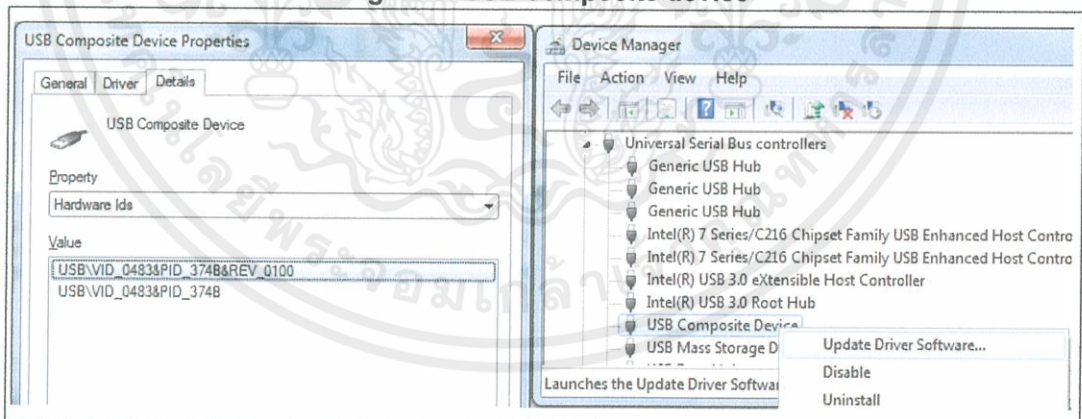 USB Composite Device Properties
General Driver Details
USB Composite Device
Property
Hardware Ids
Value
USB\VID_0483&PID_374B&REV_0100
USB\VID_0483&PID_374B
Device Manager
File Action View Help
Universal Serial Bus controllers
Generic USB Hub
Generic USB Hub
Generic USB Hub
Intel(R) 7 Series/C216 Chipset Family USB Enhanced Host Contro
Intel(R) 7 Series/C216 Chipset Family USB Enhanced Host Contro
Intel(R) USB 3.0 eXtensible Host Controller
Intel(R) USB 3.0 Root Hub
USB Composite Device
USB Mass Storage D
Update Driver Software...
Disable
Uninstall
Launches the Update Driver Softwar